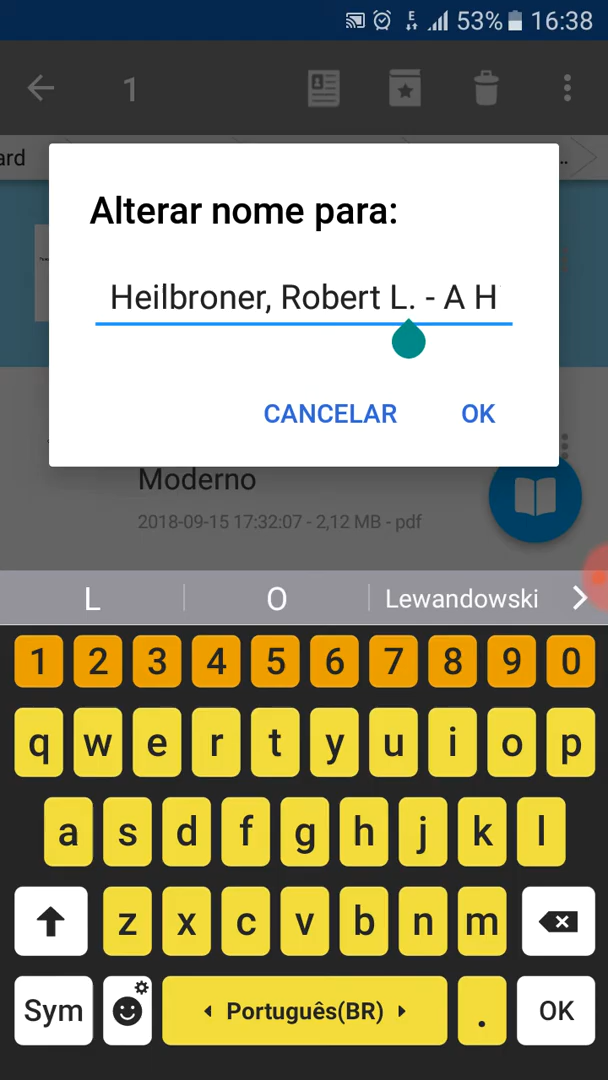 E 53% 16:38
1
ard ..
Alterar nome para:
Heilbroner, Robert L. - A H
CANCELAR OK
Moderno
2018-09-15 17:32:07 - 2,12 MB - pdf
L O Lewandowski
1 2 3 4 5 6 7 8 9 0
q w e r t y u i o p
a s d f g h j k l
z x c v b n m
Sym Português(BR) . OK